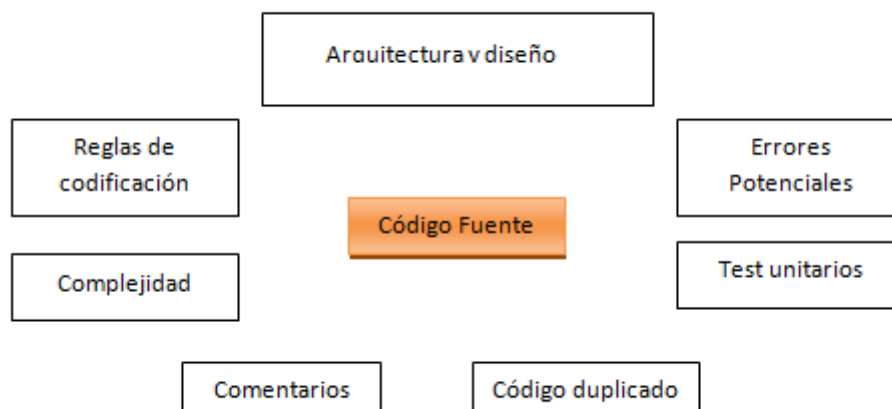 Arquitectura y diseño
Reglas de
codificación
Errores
Potenciales
Código Fuente
Complejidad
Test unitarios
Comentarios
Código duplicado